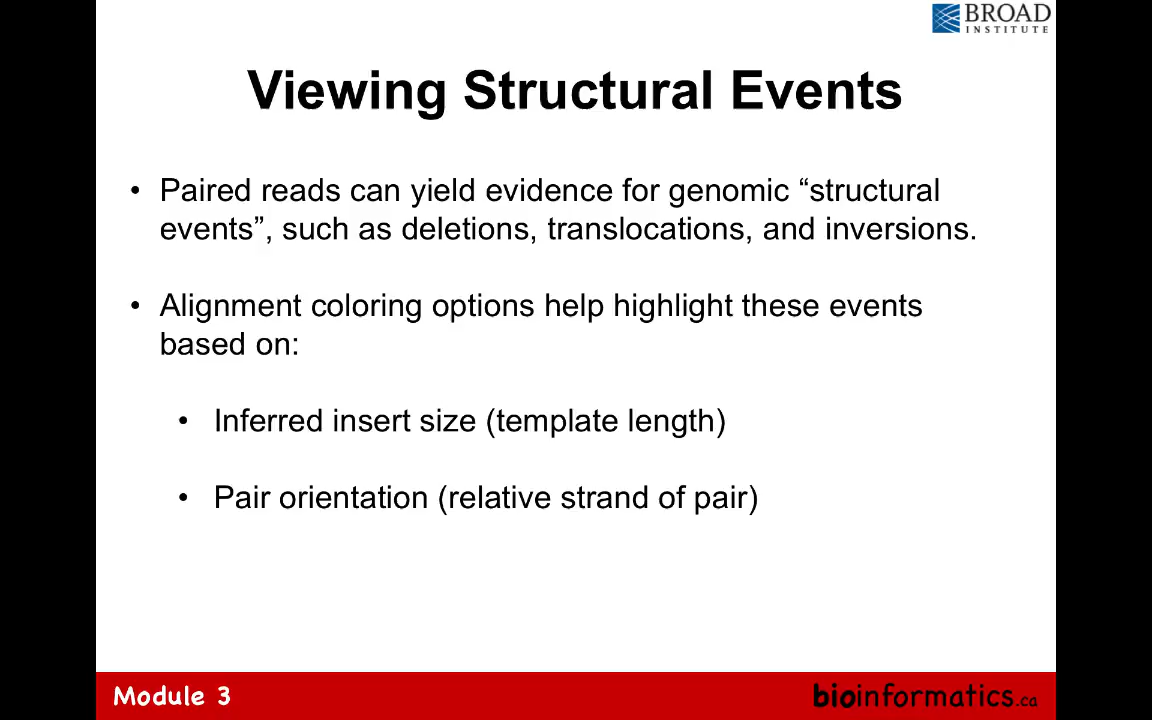 BROAD
INSTITUTE
Viewing Structural Events
• Paired reads can yield evidence for genomic “structural
events”, such as deletions, translocations, and inversions.
• Alignment coloring options help highlight these events
based on:
• Inferred insert size (template length)
• Pair orientation (relative strand of pair)
Module 3
bioinformatics.ca